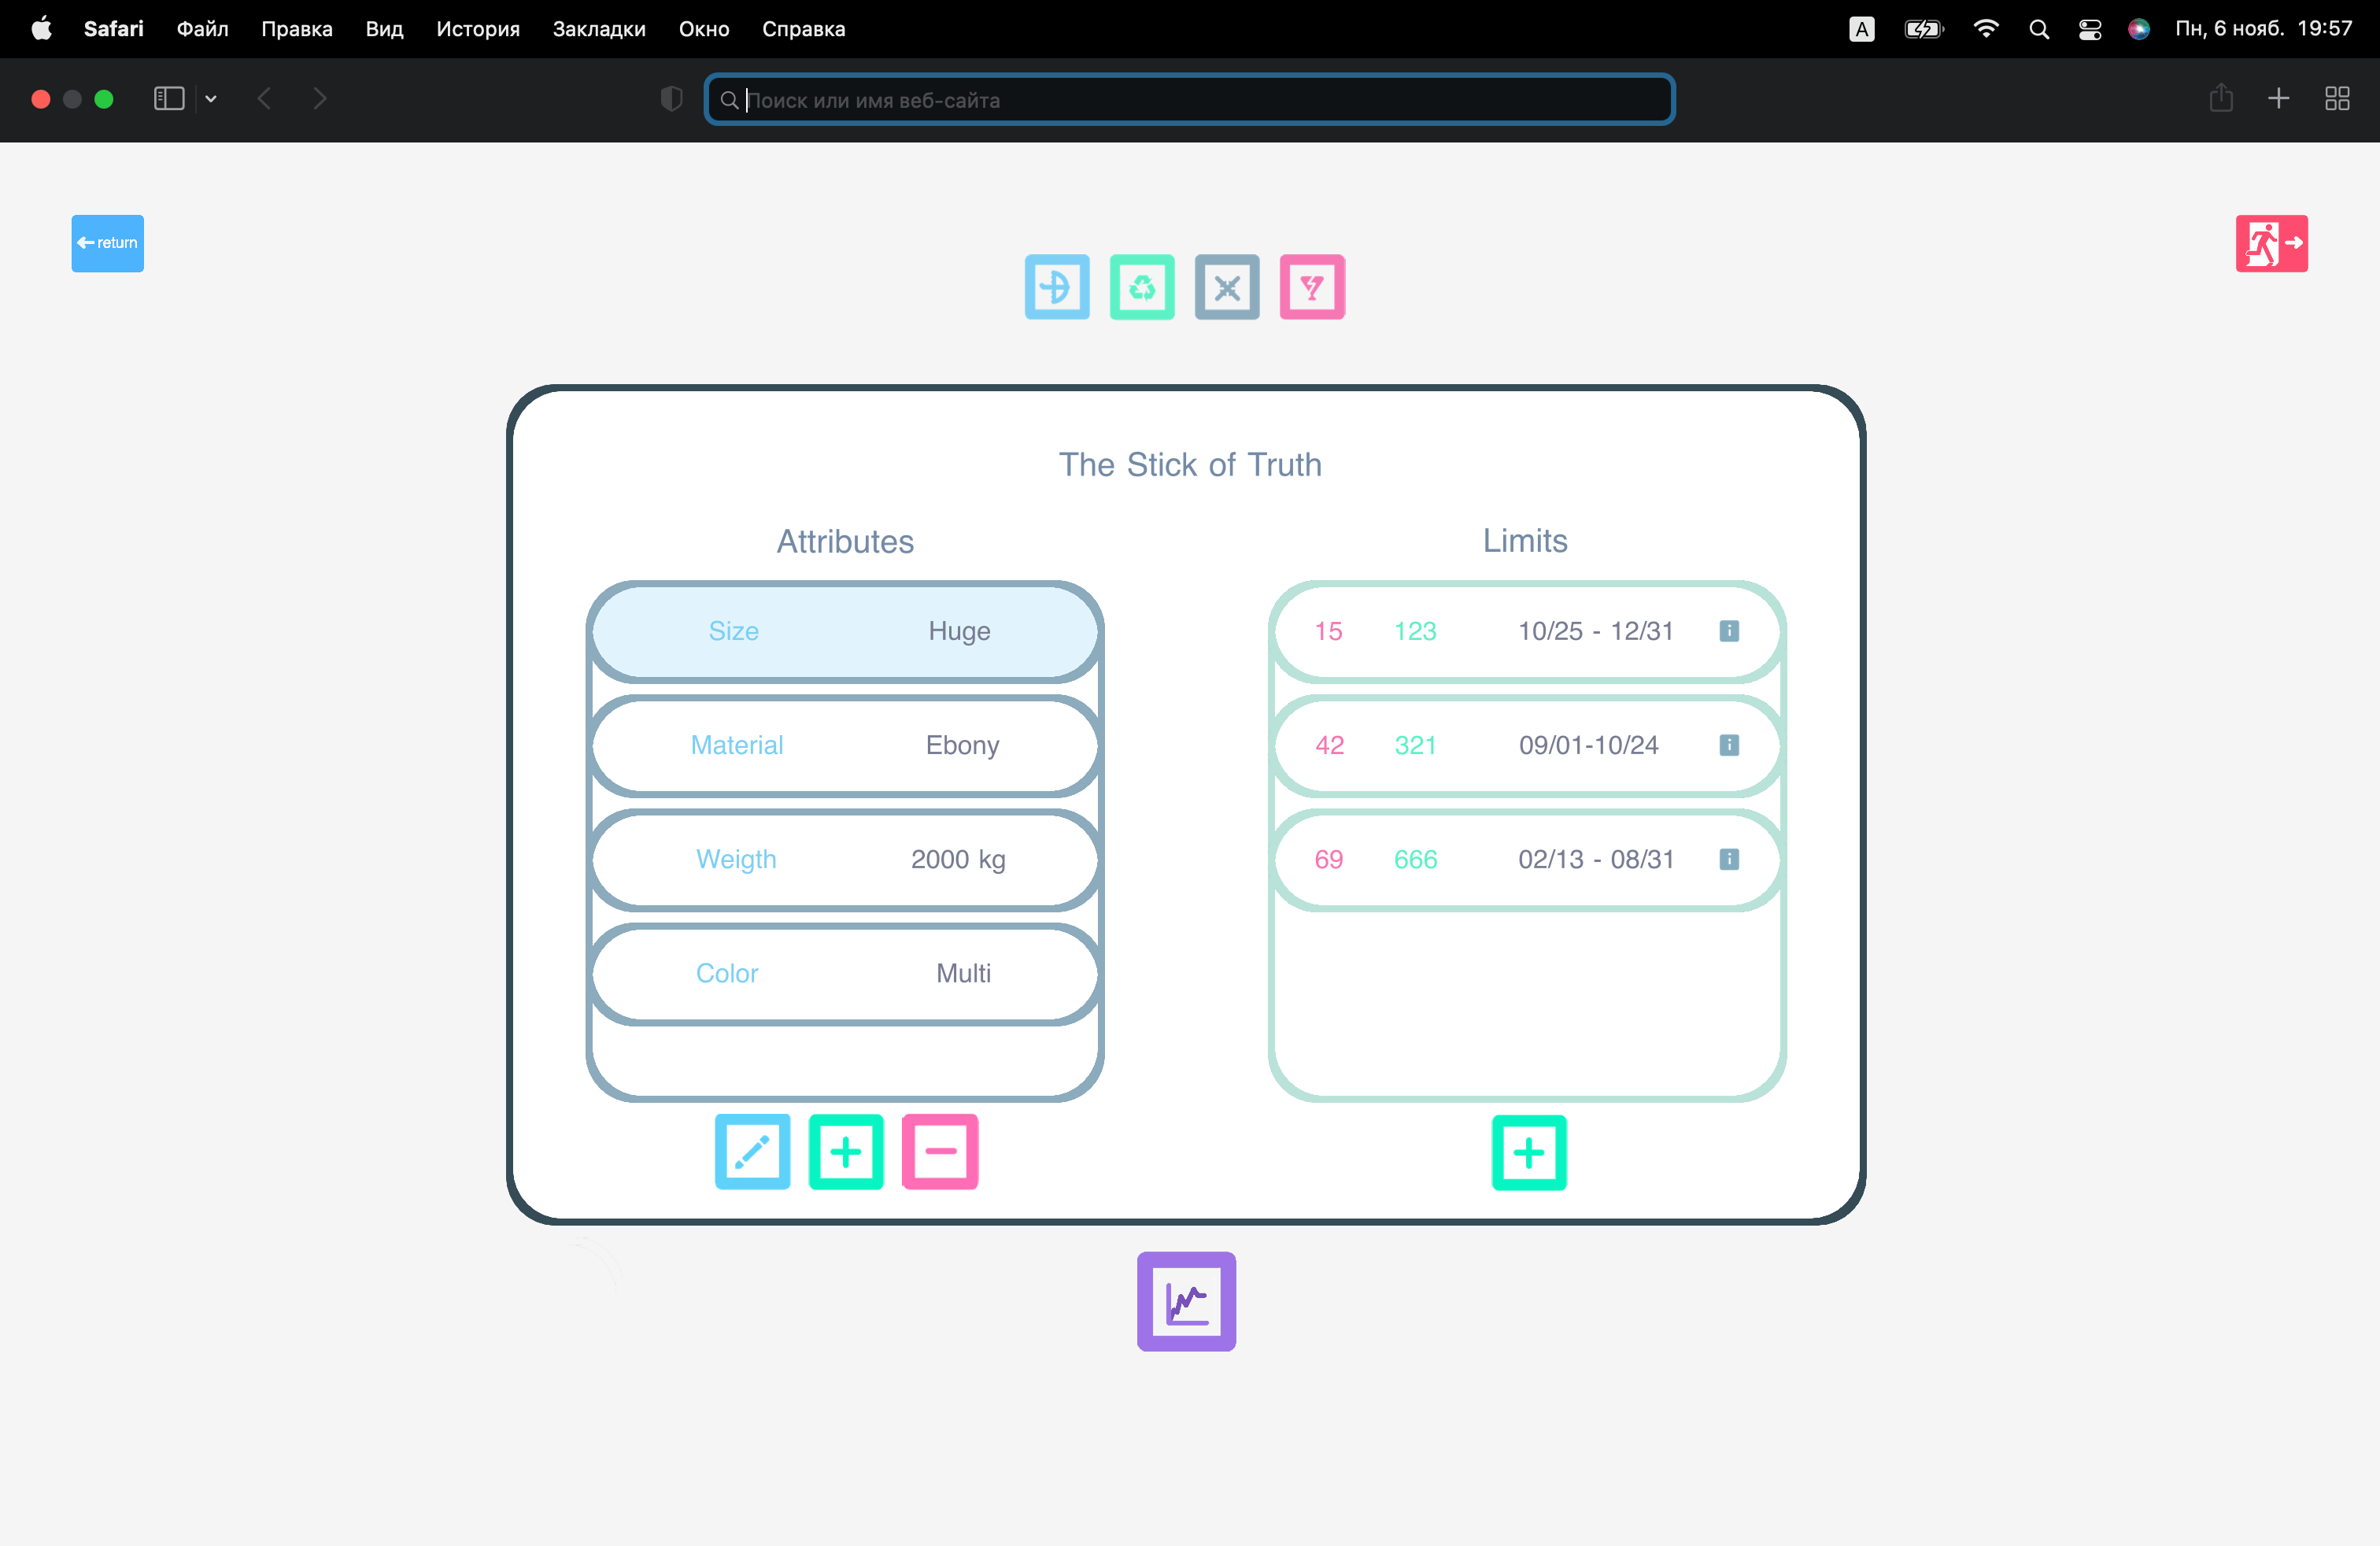 Safari Файл Правка Вид История Закладки Окно Справка A Пн, 6 нояб. 19:57
Поиск или имя веб-сайта
return
The Stick of Truth
Attributes Limits
Size Huge 15 123 10/25 - 12/31 i
Material Ebony 42 321 09/01-10/24 i
Weigth 2000 kg 69 666 02/13 - 08/31 i
Color Multi